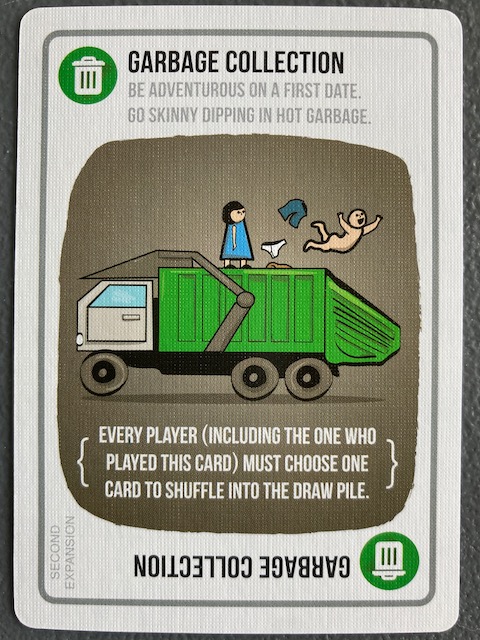 GARBAGE COLLECTION
BE ADVENTUROUS ON A FIRST DATE.
GO SKINNY DIPPING IN HOT GARBAGE.
EVERY PLAYER (INCLUDING THE ONE WHO
PLAYED THIS CARD) MUST CHOOSE ONE
CARD TO SHUFFLE INTO THE DRAW PILE.
SECOND
EXPANSION
GARBAGE COLLECTION